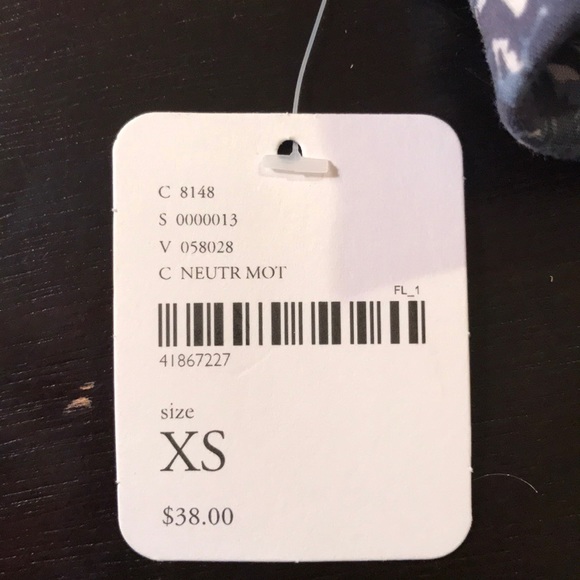 C 8148
S 0000013
V 058028
C NEUTR MOT
FL_1
41867227
size
XS
$38.00